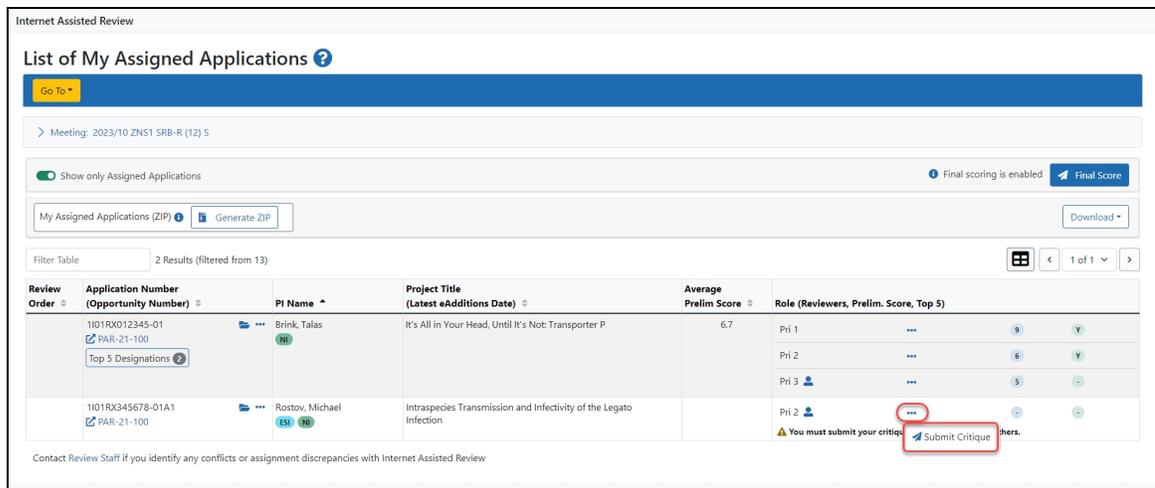 Internet Assisted Review
List of My Assigned Applications ?
Go To
Meeting: 2023/10 ZNS1 SRB-R (12) S
Show only Assigned Applications
Final scoring is enabled Final Score
My Assigned Applications (ZIP) Generate ZIP
Download
Filter Table 2 Results (filtered from 13) 1 of 1
Review Order Application Number (Opportunity Number) PI Name Project Title (Latest eAdditions Date) Average Prelim Score Role (Reviewers, Prelim. Score, Top 5)
1I01RX012345-01 ••• Brink, Talas It's All in Your Head, Until It's Not: Transporter P 6.7 Pri 1 ••• 9 Y
PAR-21-100 NI
Top 5 Designations 2 Pri 2 ••• 6 Y
Pri 3 ••• 5 -
1I01RX345678-01A1 ••• Rostov, Michael Intraspecies Transmission and Infectivity of the Legato Pri 2 ••• - -
PAR-21-100 ESI NI Infection
You must submit your
Submit Critique
Contact Review Staff if you identify any conflicts or assignment discrepancies with Internet Assisted Review